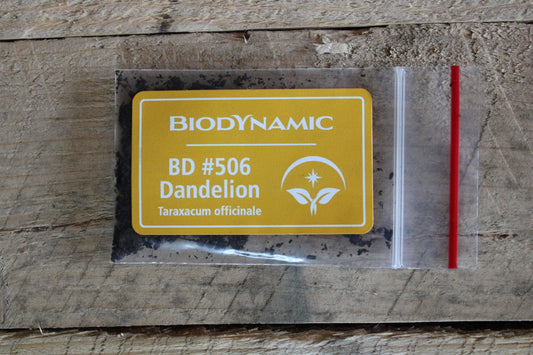 BIODYNAMIC
BD #506
Dandelion
Taraxacum officinale